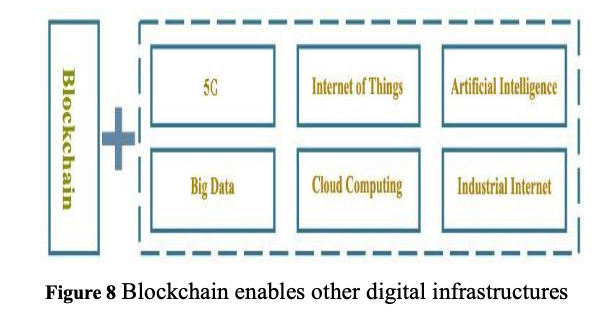 Blockchain
+
5G
Internet of Things
Artificial Intelligence
Big Data
Cloud Computing
Industrial Internet
Figure 8 Blockchain enables other digital infrastructures